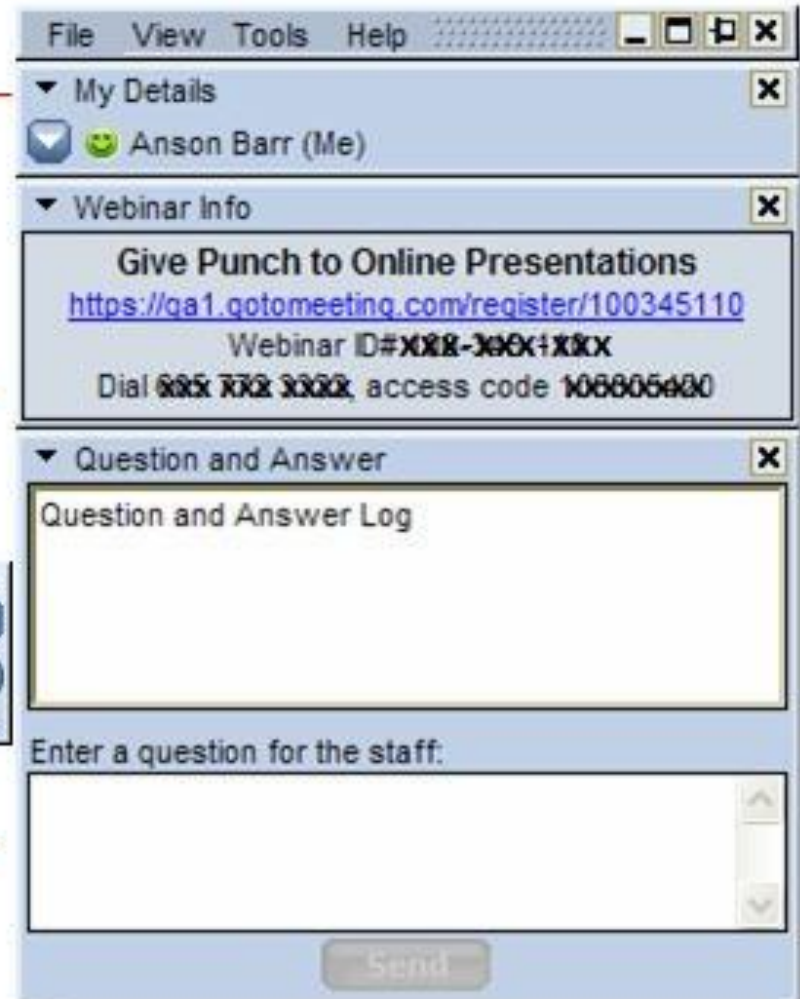 File View Tools Help
My Details
Anson Barr (Me)
Webinar Info
Give Punch to Online Presentations
https://qa1.gotomeeting.com/register/100345110
Webinar ID#
Dial access code
Question and Answer
Question and Answer Log
Enter a question for the staff:
Send